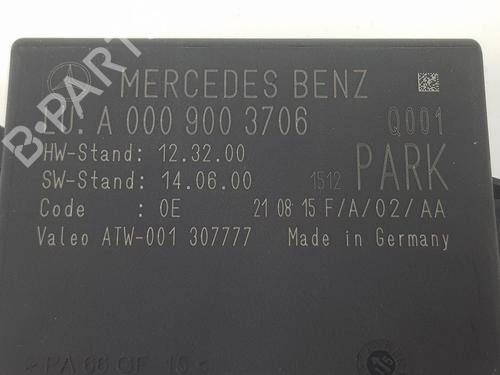 B-PARTS
MERCEDES BENZ
A 000 900 3706 Q001
HW-Stand: 12.32.00
SW-Stand: 14.06.00 1512 PARK
Code : 0E 21 08 15 F/A/02/AA
Valeo ATW-001 307777 Made in Germany